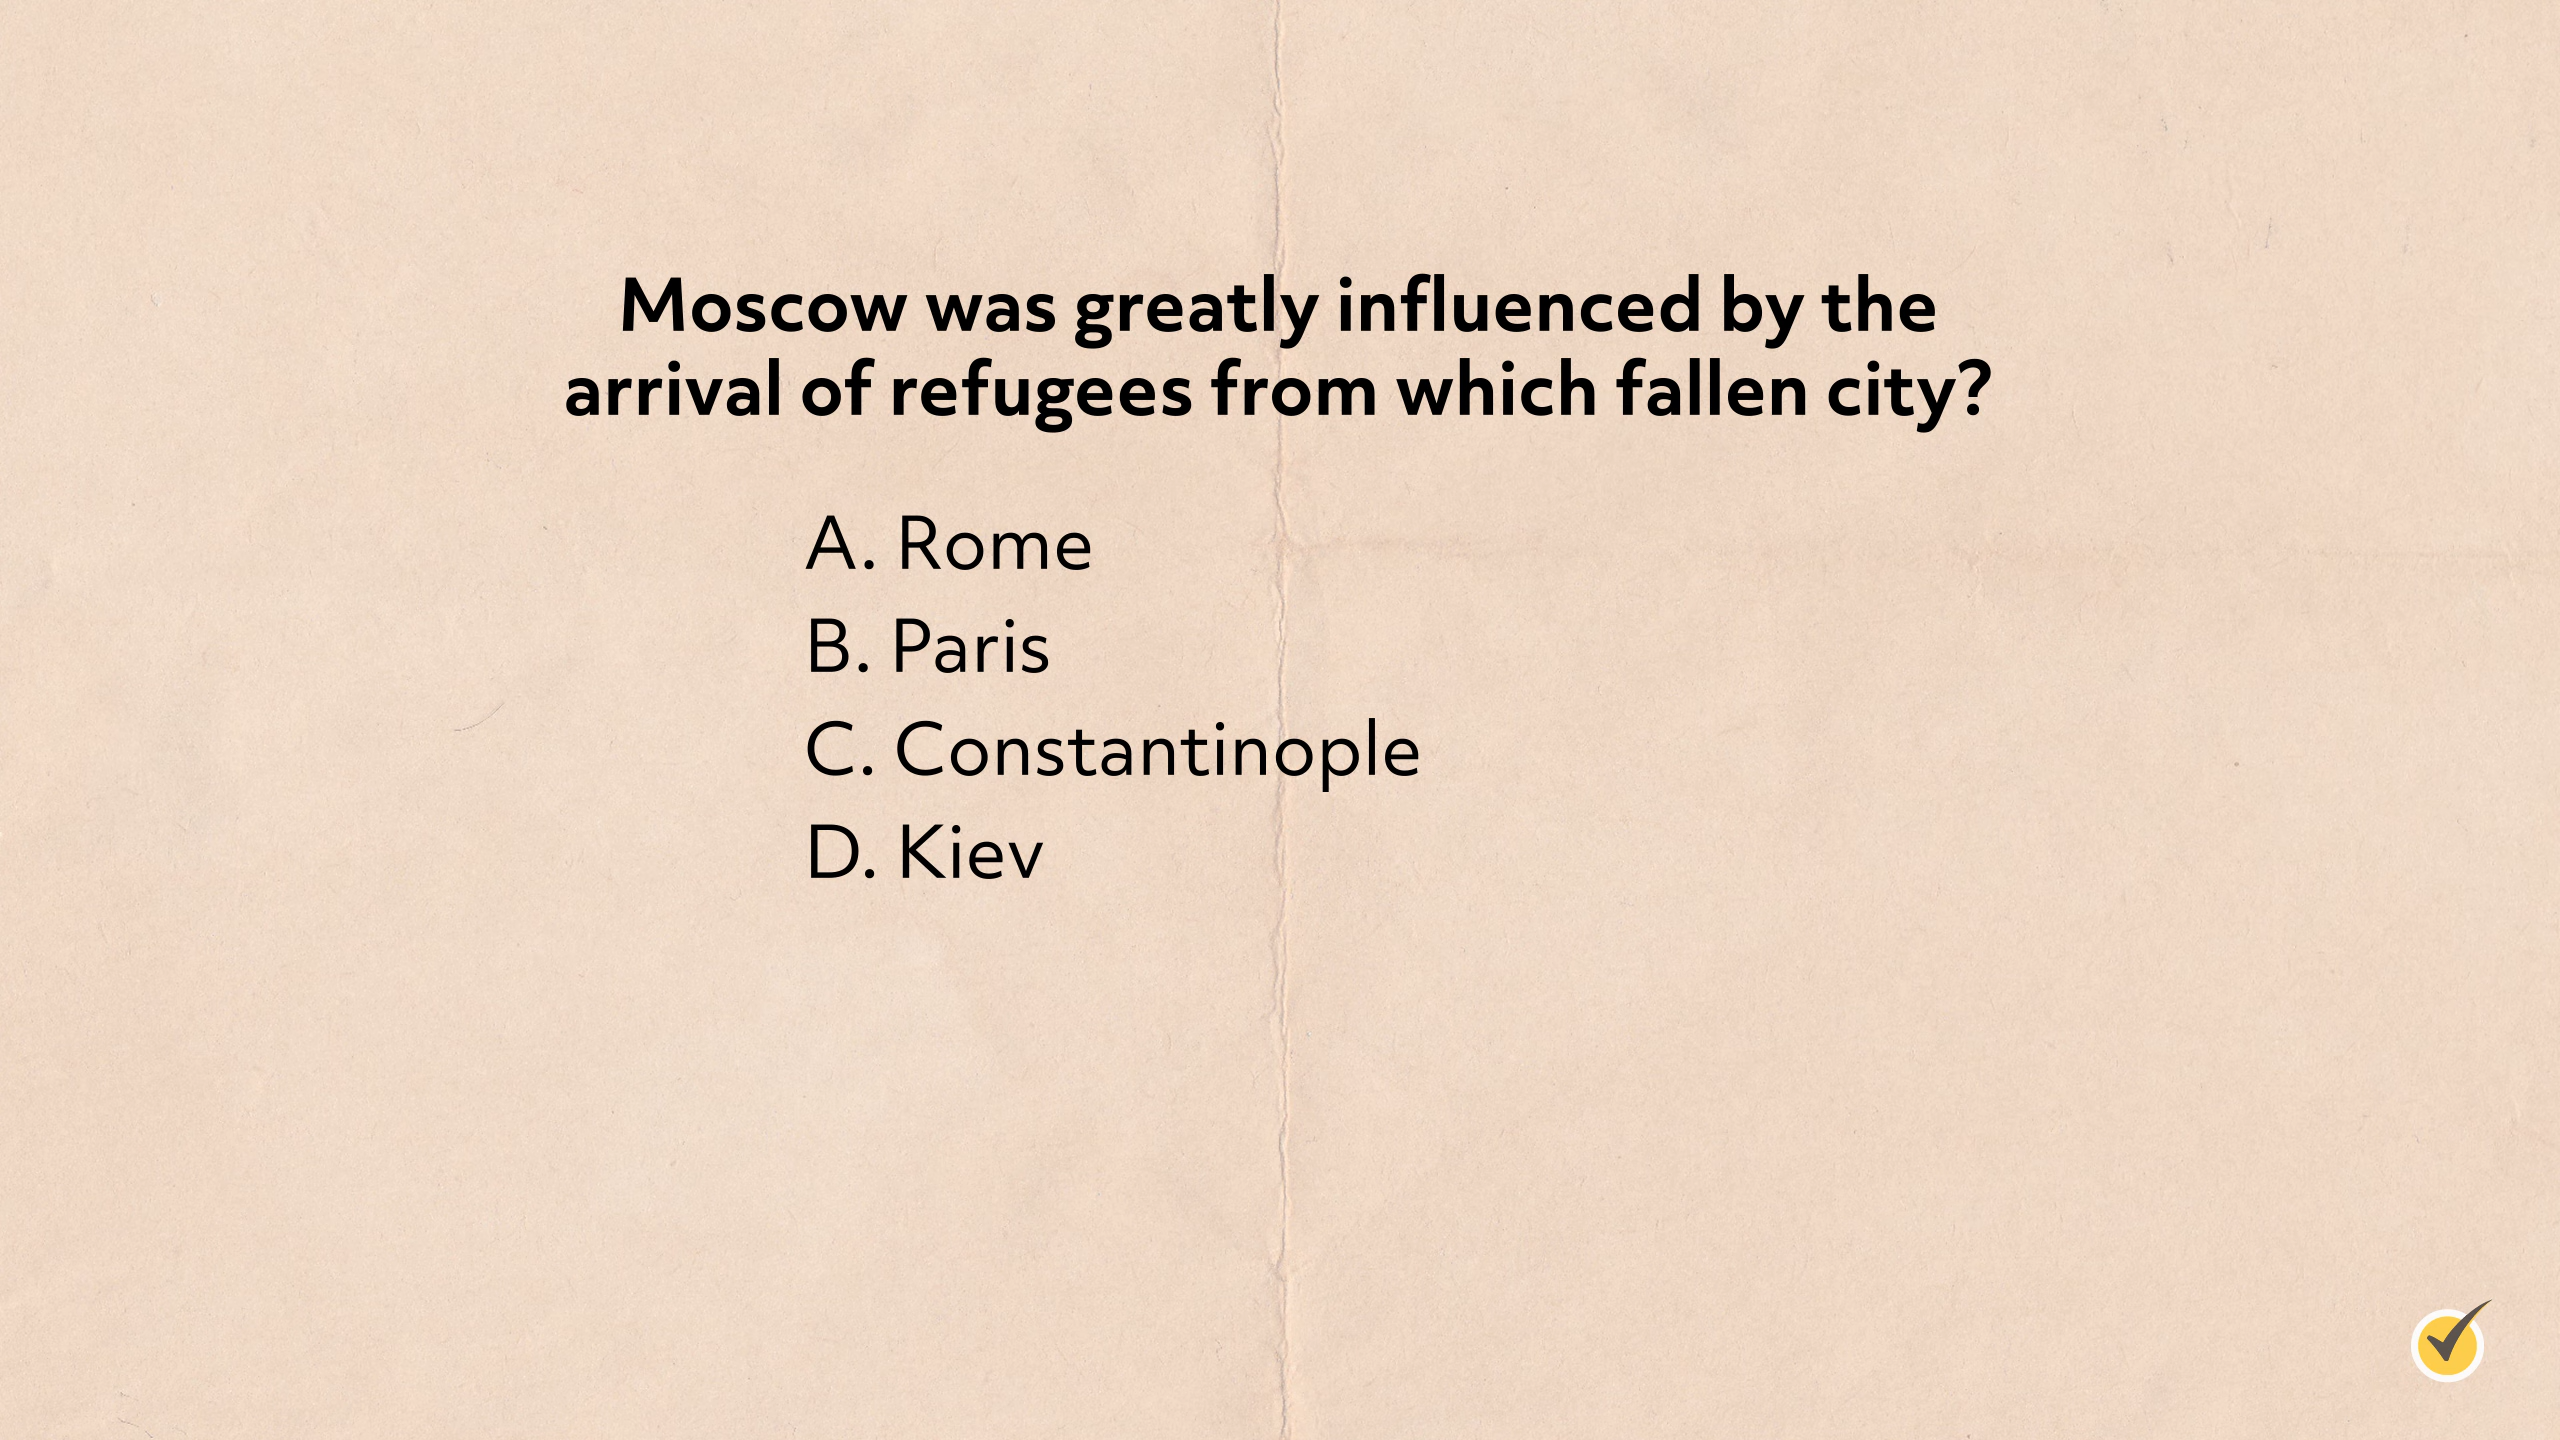 Moscow was greatly influenced by the
arrival of refugees from which fallen city?
A. Rome
B. Paris
C. Constantinople
D. Kiev